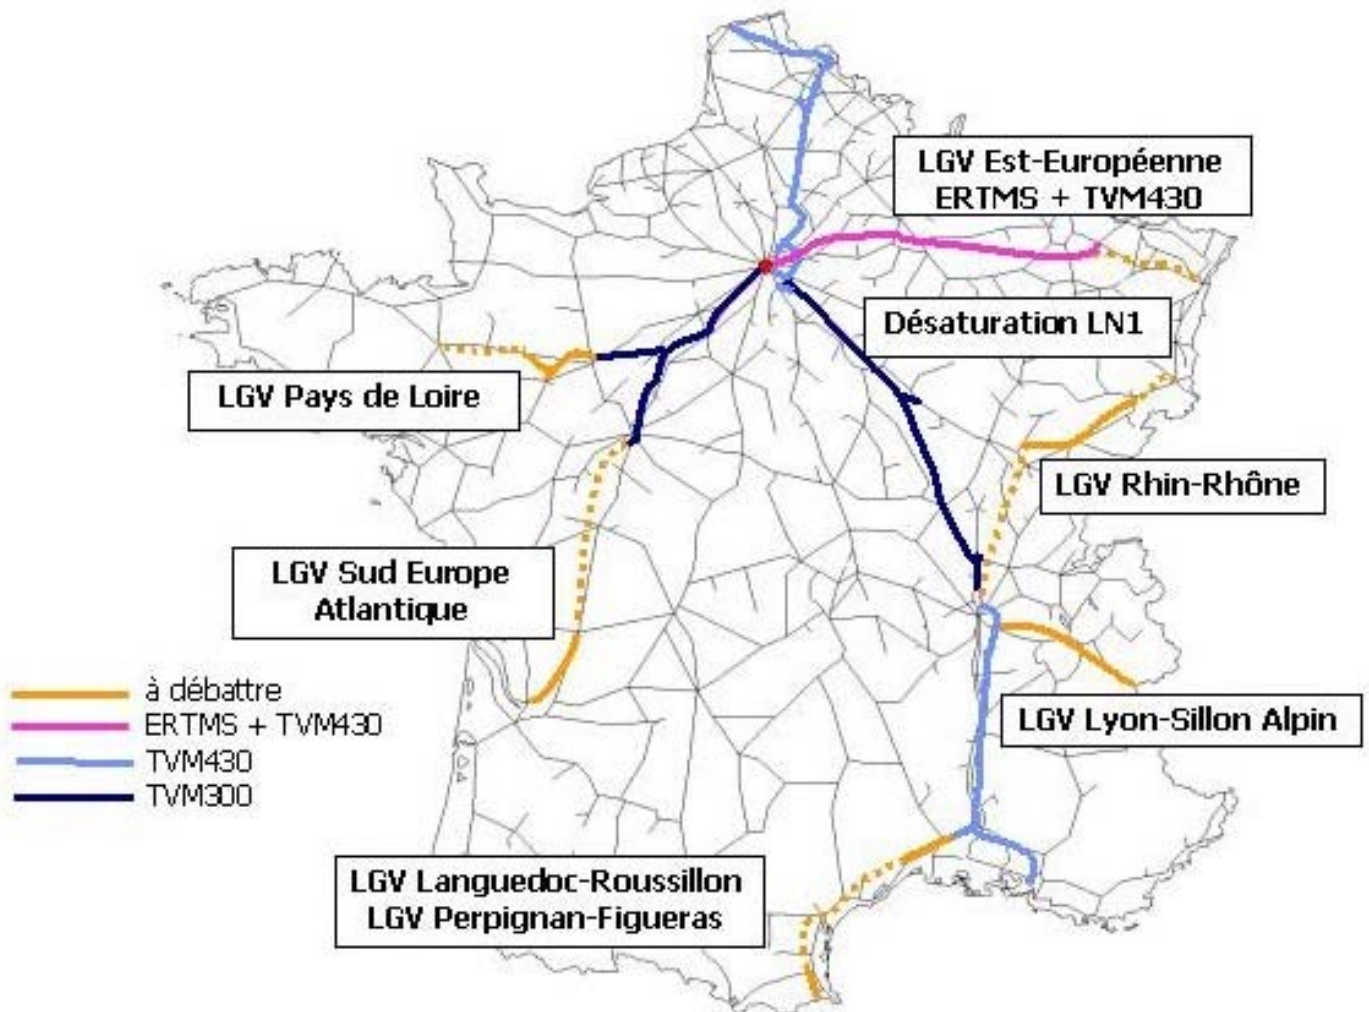 LGV Est-Européenne
ERTMS + TVM430
Désaturation LN1
LGV Pays de Loire
LGV Rhin-Rhône
LGV Sud Europe
Atlantique
à débattre
ERTMS + TVM430
TVM430
TVM300
LGV Lyon-Sillon Alpin
LGV Languedoc-Roussillon
LGV Perpignan-Figueras